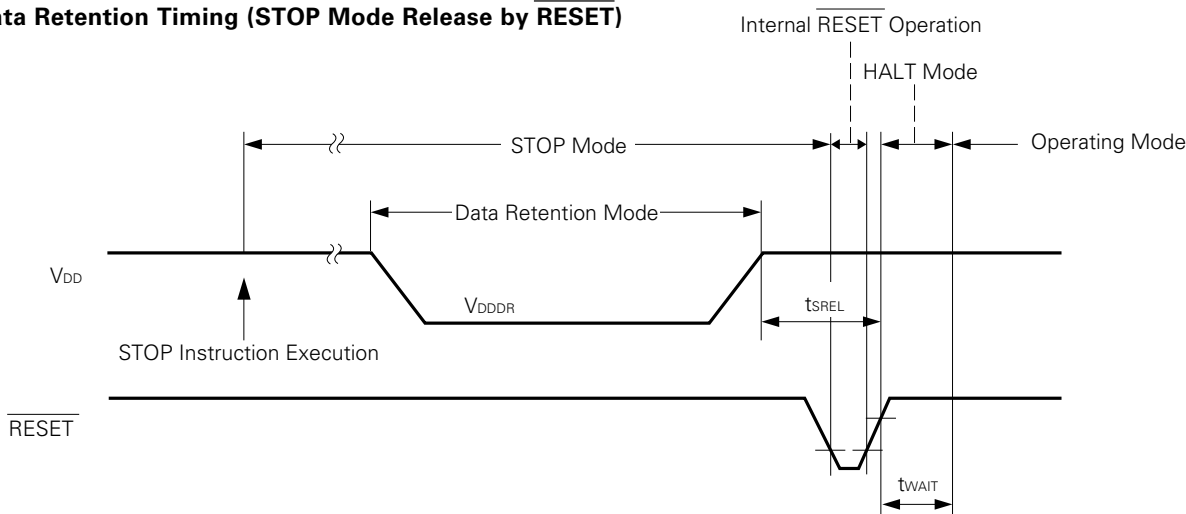 ata Retention Timing (STOP Mode Release by RESET)
Internal RESET Operation
HALT Mode
STOP Mode
Operating Mode
Data Retention Mode
VDD
VDDDR
tSREL
STOP Instruction Execution
RESET
tWAIT